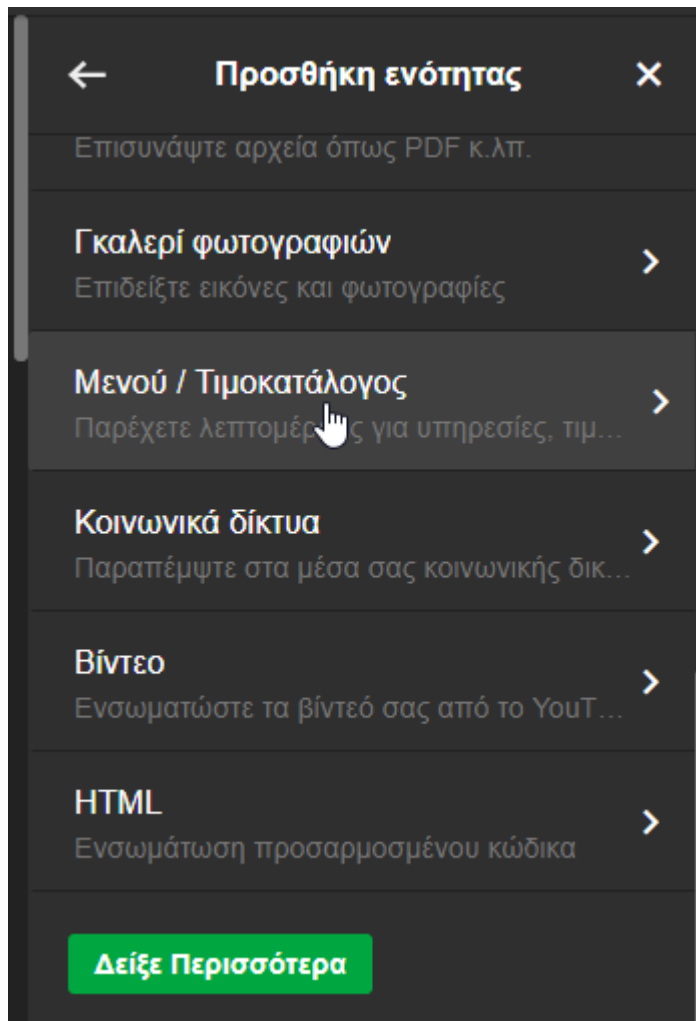 Προσθήκη ενότητας
Επισυνάψτε αρχεία όπως PDF κ.λπ.
Γκαλερί φωτογραφιών
Επιδείξτε εικόνες και φωτογραφίες
Μενού / Τιμοκατάλογος
Παρέχετε για υπηρεσίες, τιμ...
Κοινωνικά δίκτυα
Παραπέμψτε στα μέσα σας κοινωνικής δικ...
Βίντεο
Ενσωματώστε τα βίντεό σας από το YouT...
HTML
Ενσωμάτωση προσαρμοσμένου κώδικα
Δείξε Περισσότερα